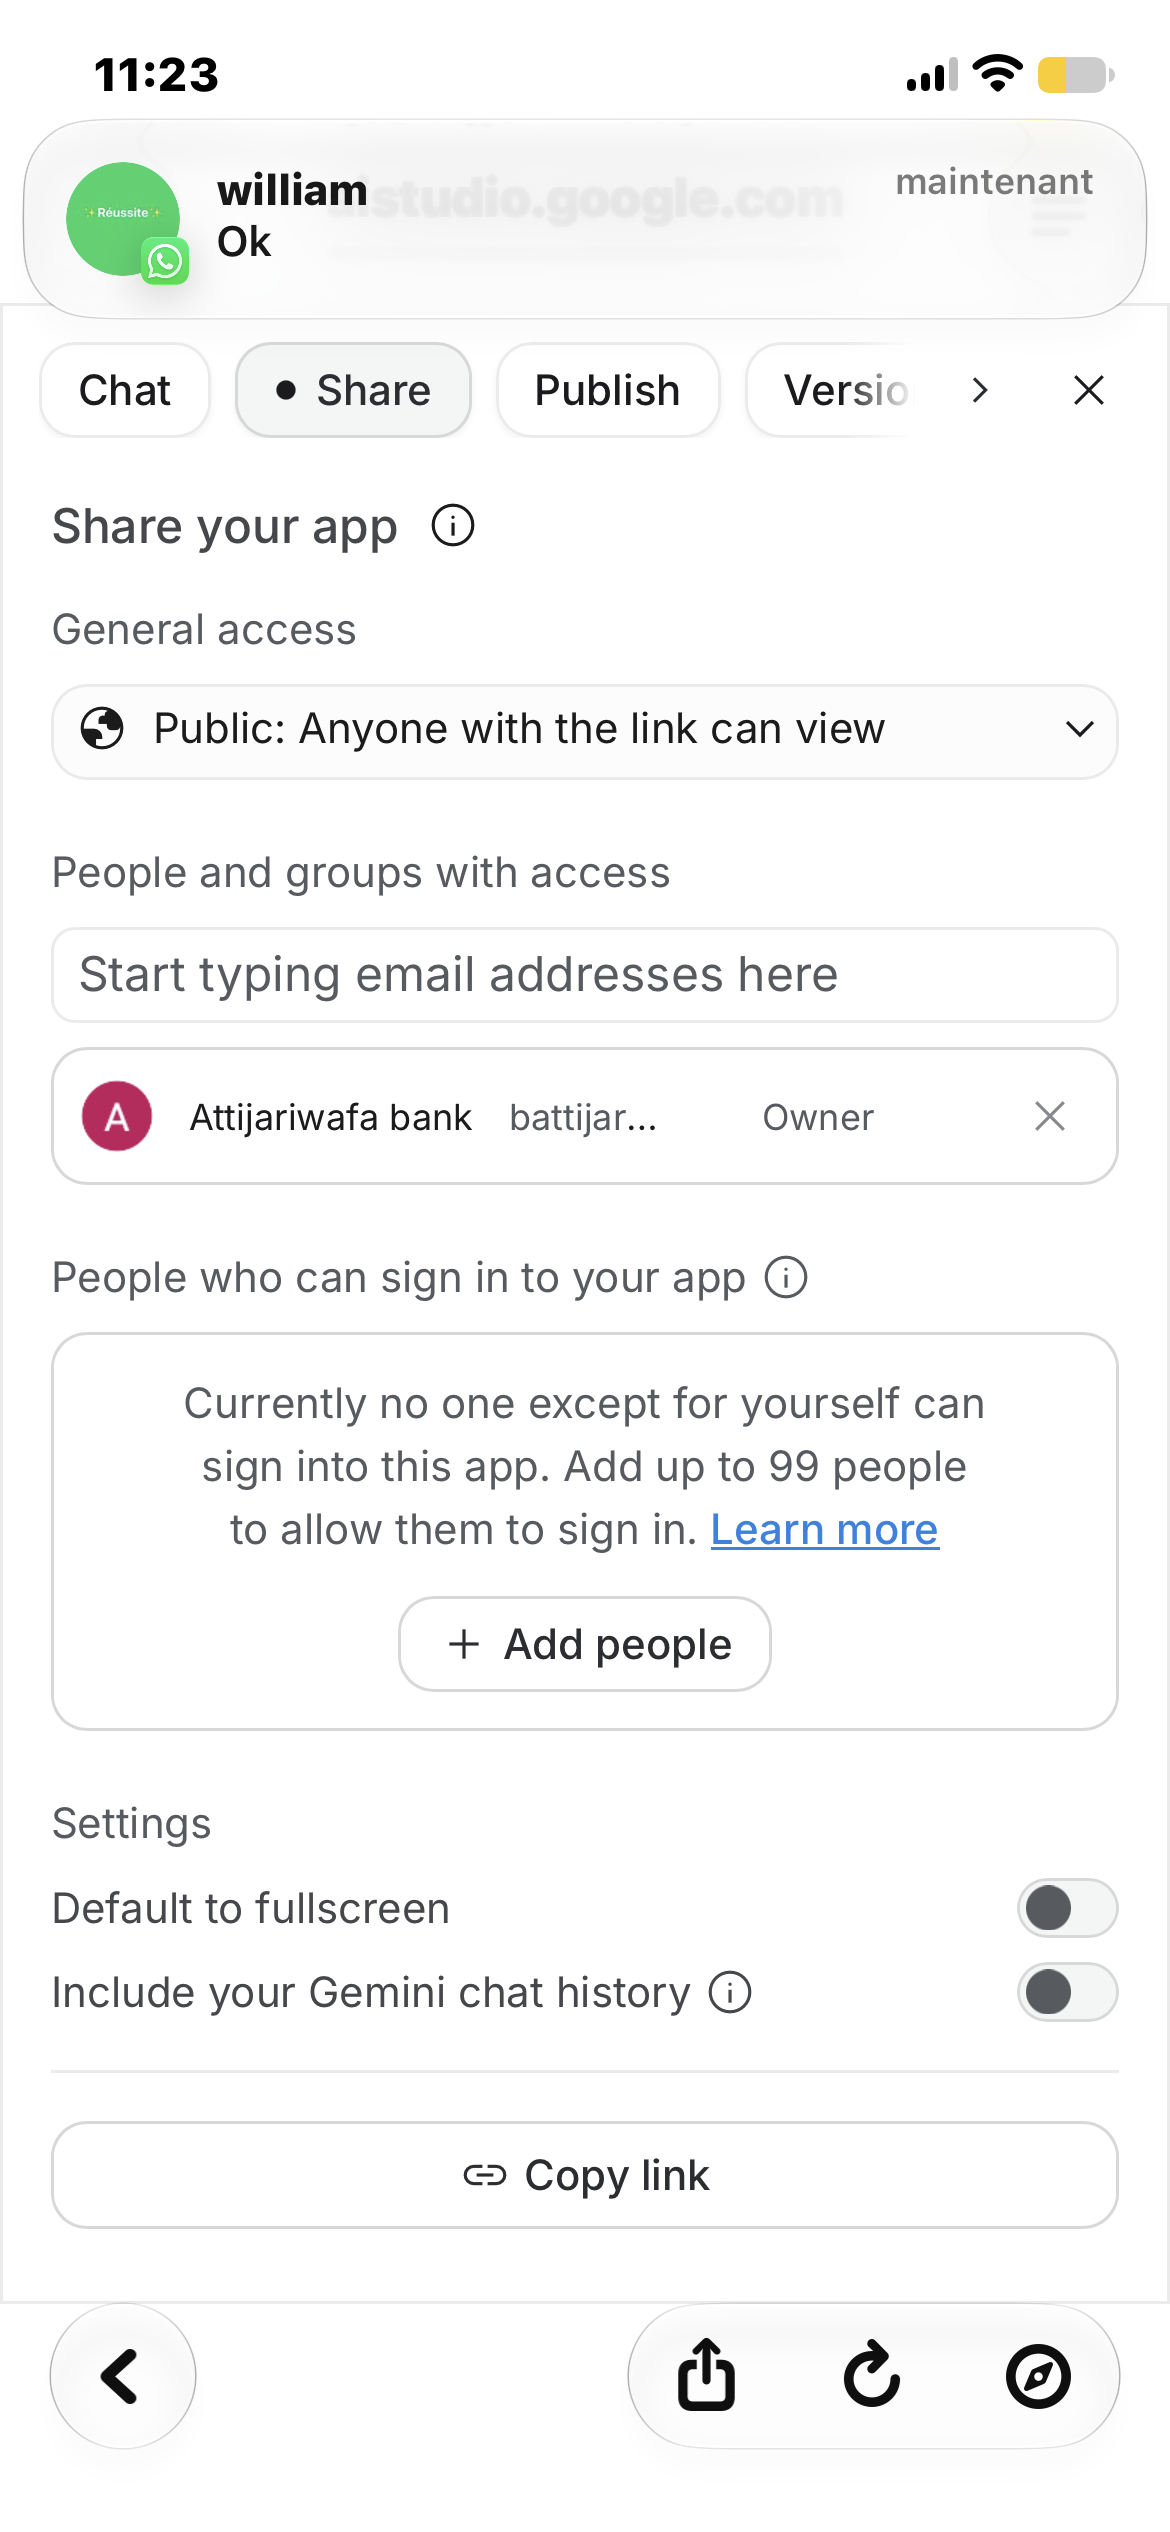 11:23
✨Réussite✨
william
maintenant
Ok
aistudio.google.com
Chat
Share
Publish
Versio
Share your app
General access
Public: Anyone with the link can view
People and groups with access
Start typing email addresses here
A
Attijariwafa bank battijar... Owner
People who can sign in to your app
Currently no one except for yourself can
sign into this app. Add up to 99 people
to allow them to sign in. Learn more
+ Add people
Settings
Default to fullscreen
Include your Gemini chat history
Copy link